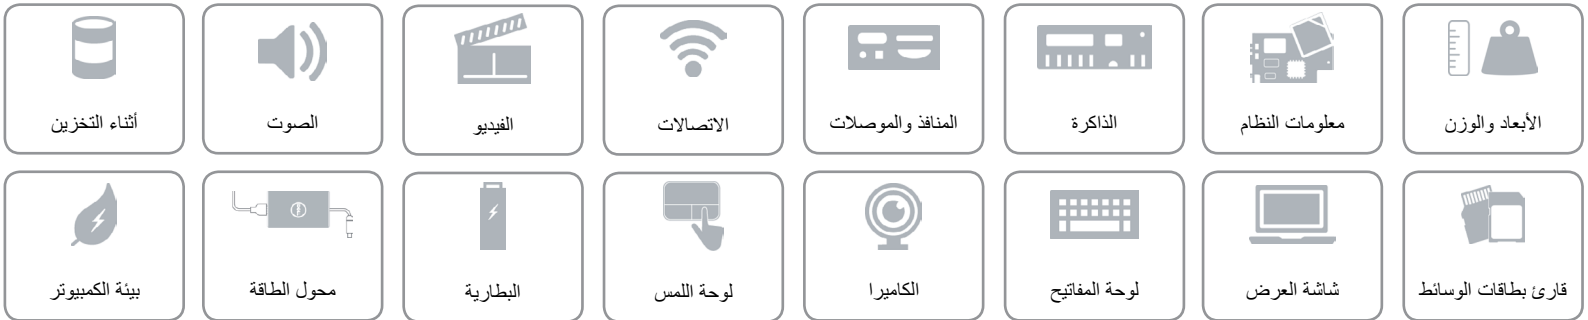 الأبعاد والوزن
معلومات النظام
الذاكرة
المنافذ والموصلات
الاتصالات
الفيديو
الصوت
أثناء التخزين
قارئ بطاقات الوسائط
شاشة العرض
لوحة المفاتيح
الكاميرا
لوحة اللمس
البطارية
محول الطاقة
بيئة الكمبيوتر